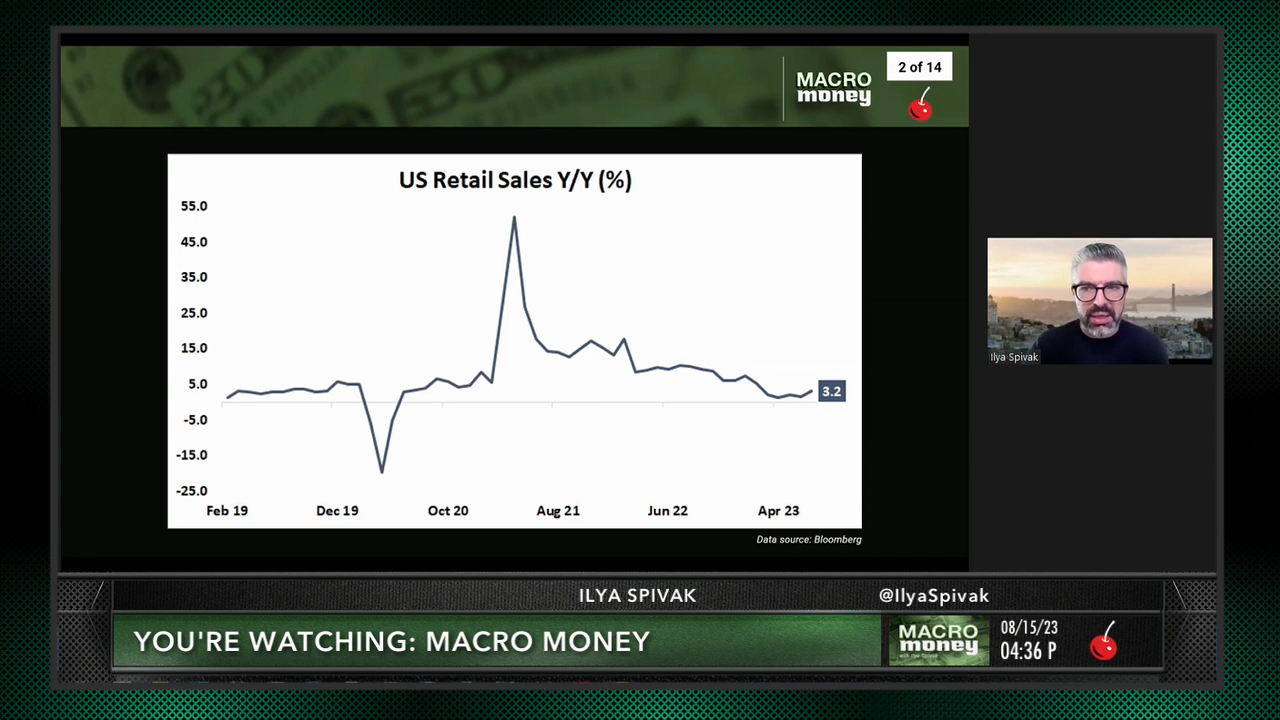 MACRO
money
2 of 14
US Retail Sales Y/Y (%)
55.0
45.0
35.0
25.0
15.0
5.0
-5.0
-15.0
-25.0
3.2
Feb 19
Dec 19
Oct 20
Aug 21
Jun 22
Apr 23
Data source: Bloomberg
Ilya Spivak
ILYA SPIVAK
@IlyaSpivak
YOU'RE WATCHING: MACRO MONEY
MACRO
money
with Ilya Spivak
08/15/23
04:36 P